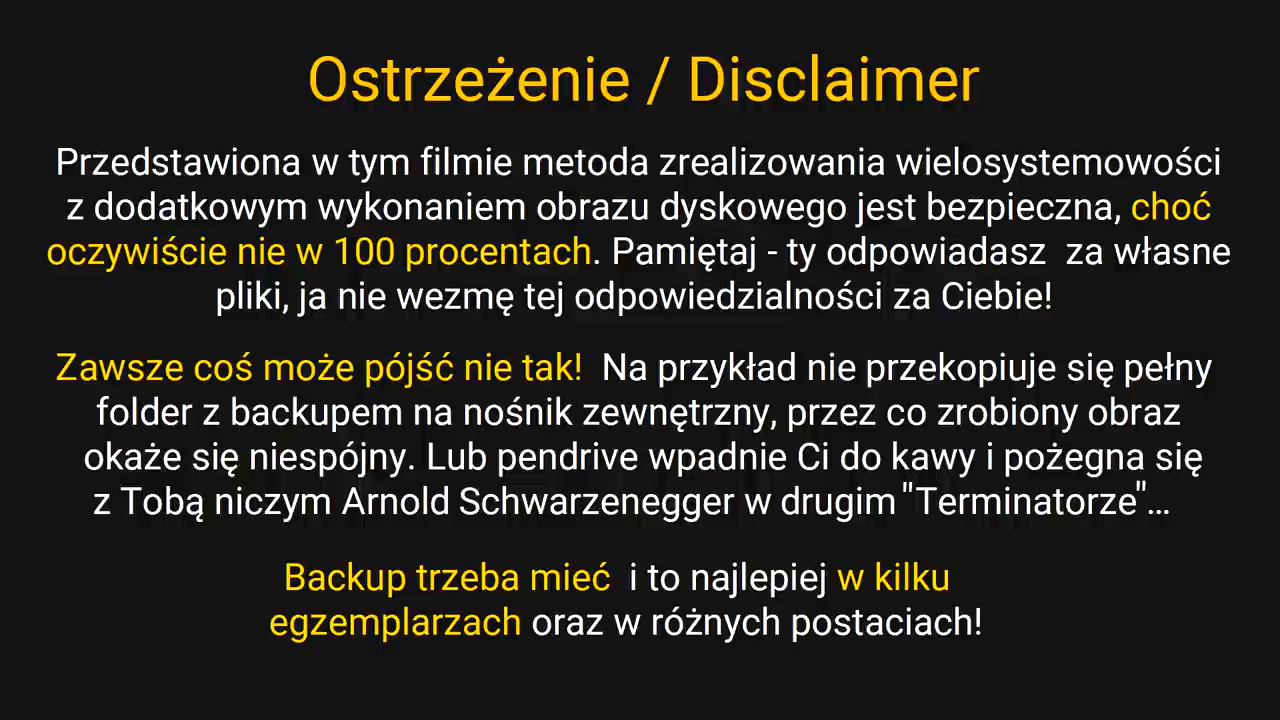 Ostrzeżenie / Disclaimer
Przedstawiona w tym filmie metoda zrealizowania wielosystemowości
z dodatkowym wykonaniem obrazu dyskowego jest bezpieczna, choć
oczywiście nie w 100 procentach. Pamiętaj - ty odpowiadasz za własne
pliki, ja nie wezmę tej odpowiedzialności za Ciebie!
Zawsze coś może pójść nie tak! Na przykład nie przekopiuje się pełny
folder z backupem na nośnik zewnętrzny, przez co zrobiony obraz
okaże się niespójny. Lub pendrive wpadnie Ci do kawy i pożegna się
z Tobą niczym Arnold Schwarzenegger w drugim "Terminatorze"...
Backup trzeba mieć i to najlepiej w kilku
egzemplarzach oraz w różnych postaciach!